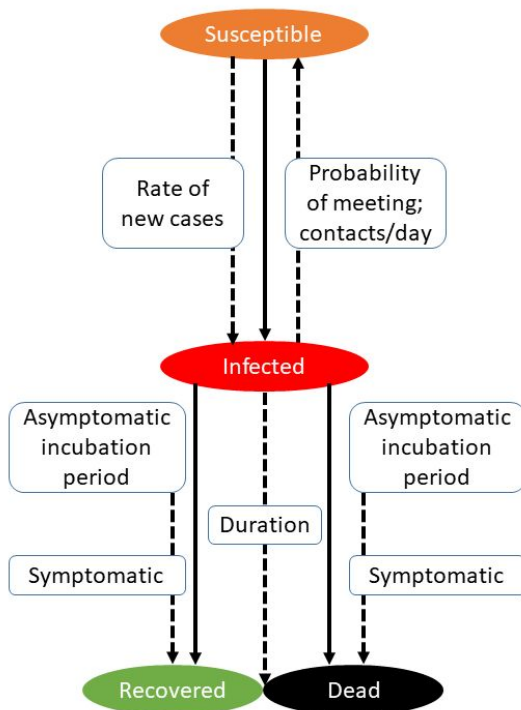 Susceptible
Rate of
new cases
Probability
of meeting;
contacts/day
Infected
Asymptomatic
incubation
period
Asymptomatic
incubation
period
Duration
Symptomatic
Symptomatic
Recovered
Dead